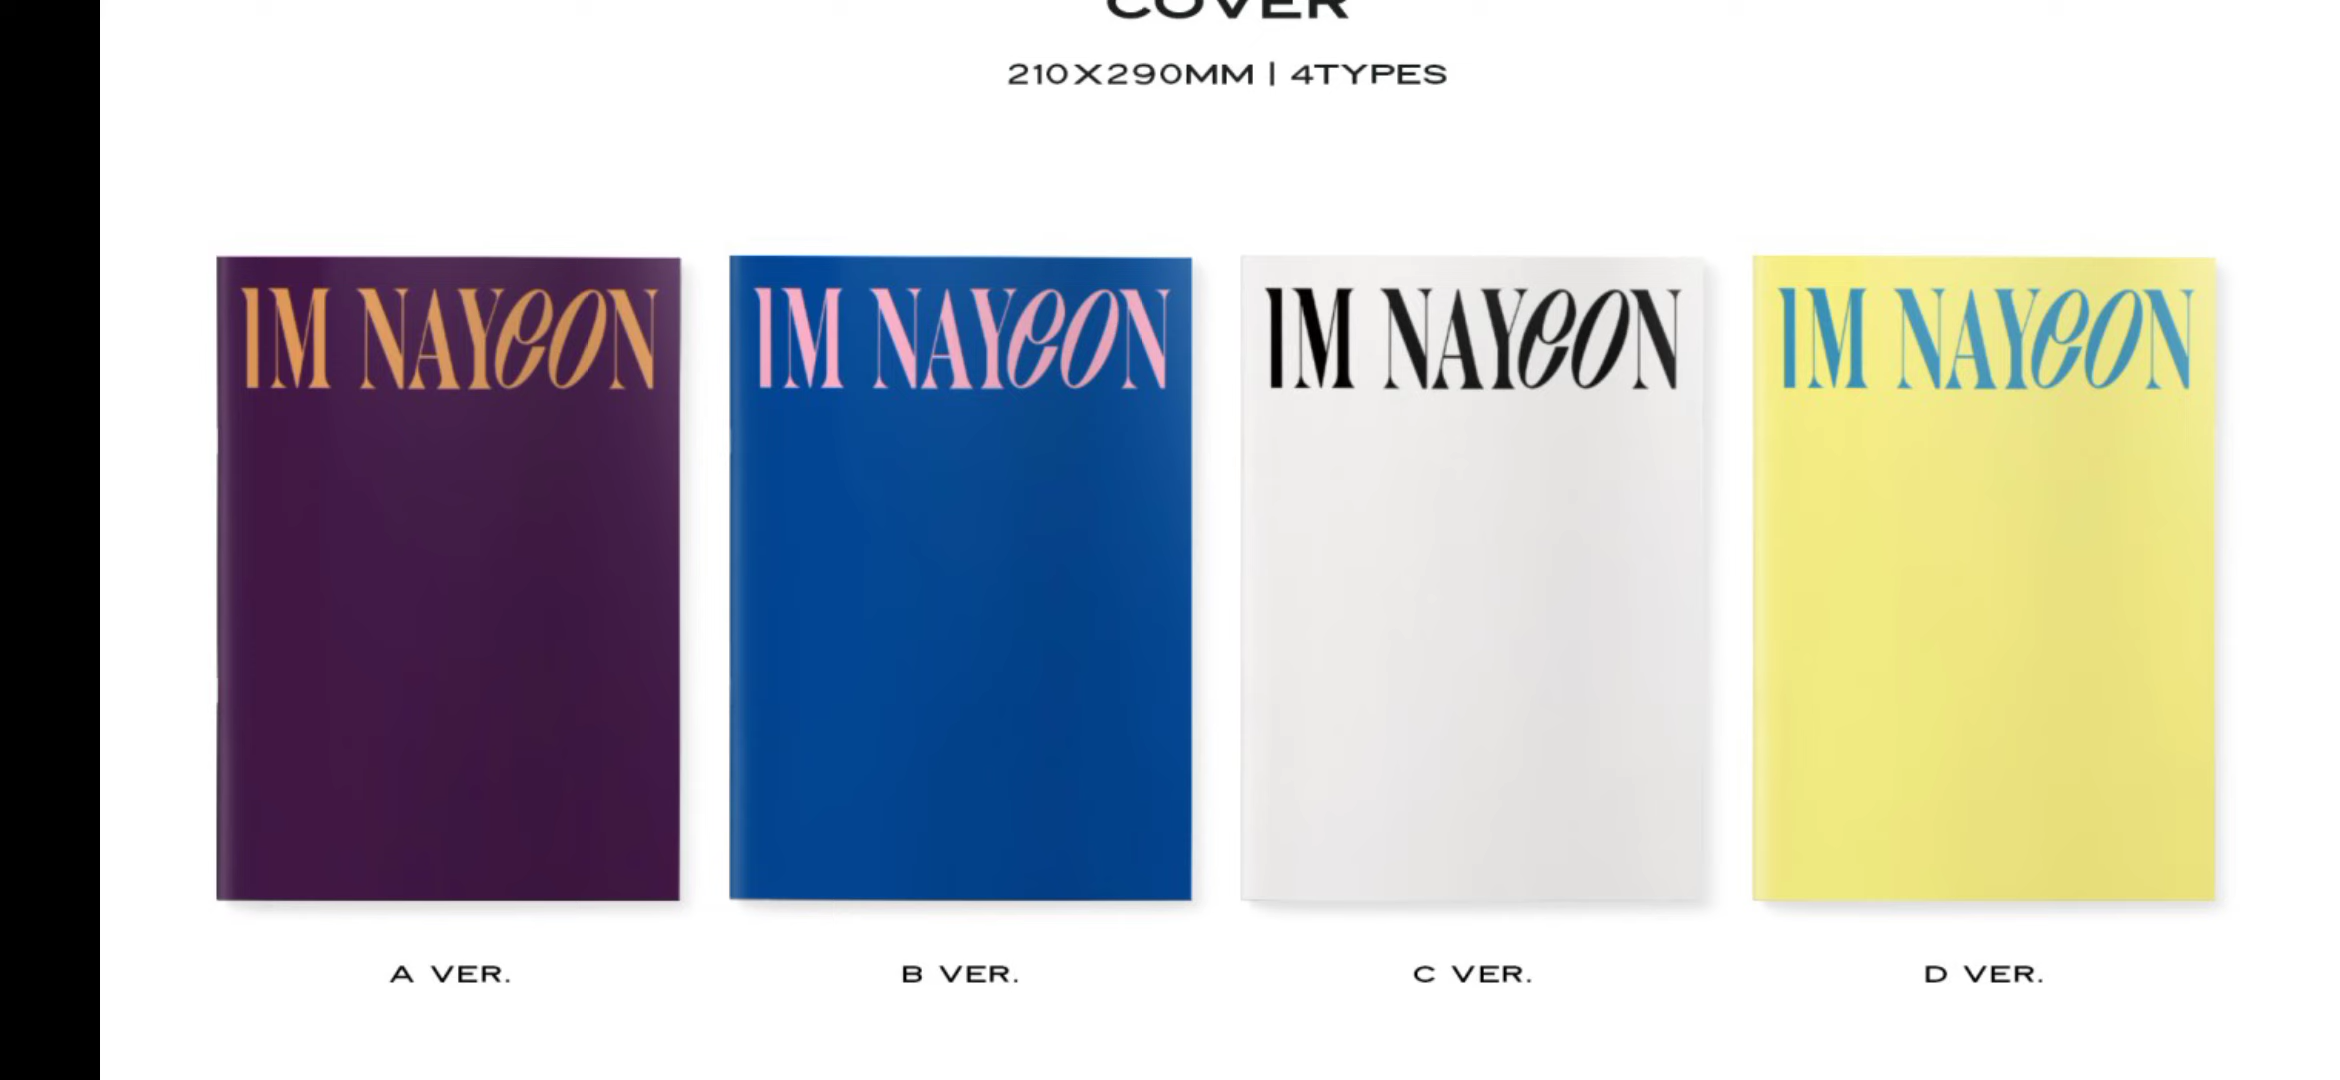 COVER
210X290MM | 4TYPES
IM NAYeON
IM NAYeON
IM NAYeON
IM NAYeON
A VER.
B VER.
C VER.
D VER.